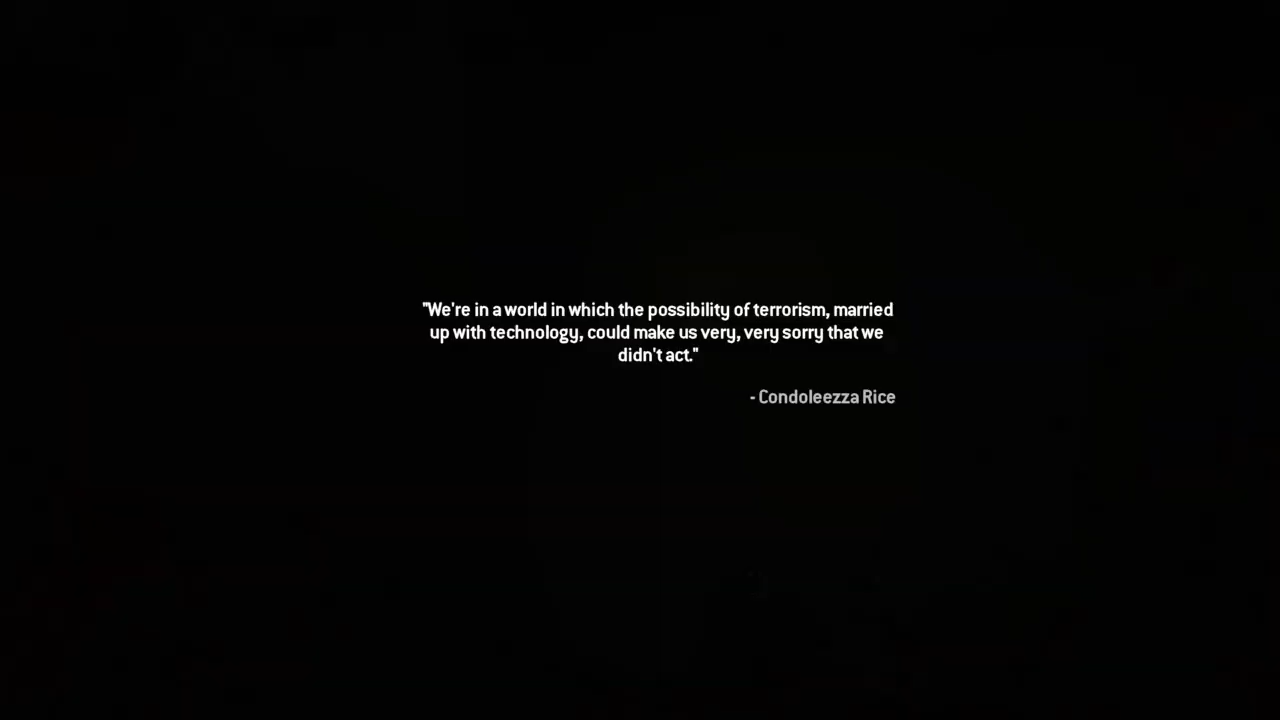 "We're in a world in which the possibility of terrorism, married
up with technology, could make us very, very sorry that we
didn't act."
- Condoleezza Rice